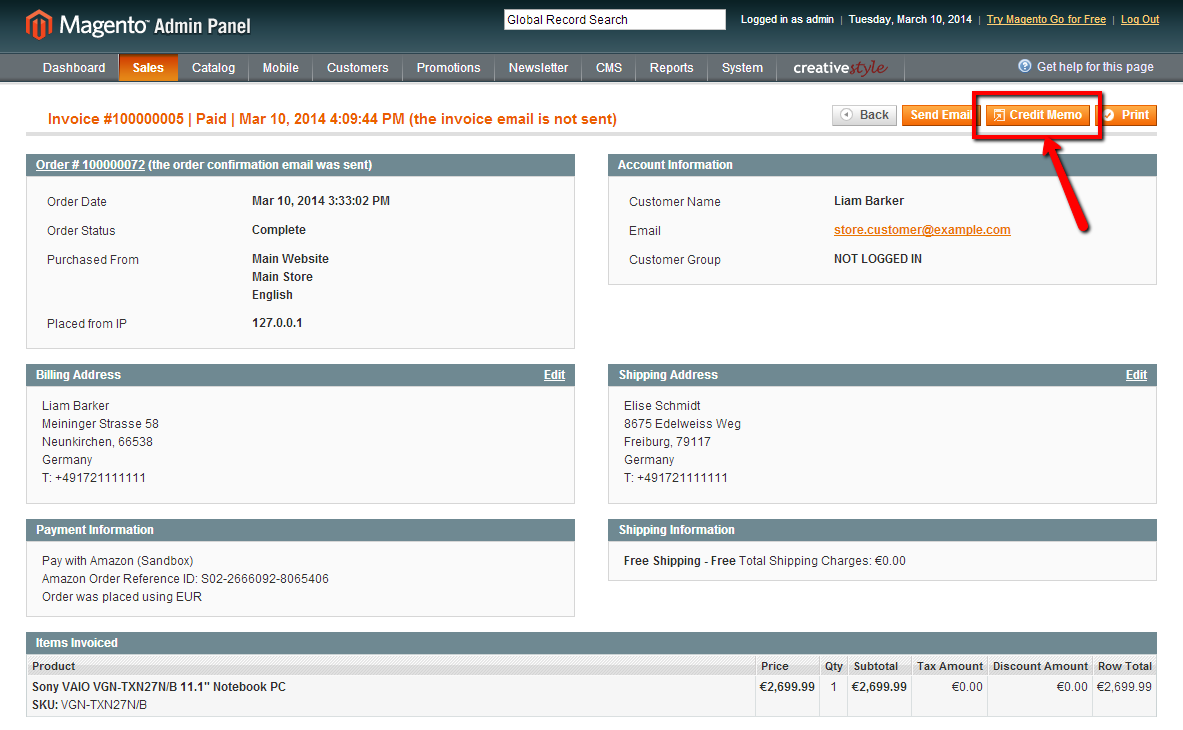 Magento Admin Panel
Global Record Search
Logged in as admin | Tuesday, March 10, 2014 | Try Magento Go for Free | Log Out
Dashboard Sales Catalog Mobile Customers Promotions Newsletter CMS Reports System creativestyle Get help for this page
Invoice #100000005 | Paid | Mar 10, 2014 4:09:44 PM (the invoice email is not sent)
Back Send Email Credit Memo Print
Order # 100000072 (the order confirmation email was sent)
Order Date Mar 10, 2014 3:33:02 PM
Order Status Complete
Purchased From Main Website
Main Store
English
Placed from IP 127.0.0.1
Account Information
Customer Name Liam Barker
Email store.customer@example.com
Customer Group NOT LOGGED IN
Billing Address Edit
Liam Barker
Meininger Strasse 58
Neunkirchen, 66538
Germany
T: +491721111111
Shipping Address Edit
Elise Schmidt
8675 Edelweiss Weg
Freiburg, 79117
Germany
T: +491721111111
Payment Information
Pay with Amazon (Sandbox)
Amazon Order Reference ID: S02-2666092-8065406
Order was placed using EUR
Shipping Information
Free Shipping - Free Total Shipping Charges: €0.00
Items Invoiced
Product Price Qty Subtotal Tax Amount Discount Amount Row Total
Sony VAIO VGN-TXN27N/B 11.1" Notebook PC €2,699.99 1 €2,699.99 €0.00 €0.00 €2,699.99
SKU: VGN-TXN27N/B